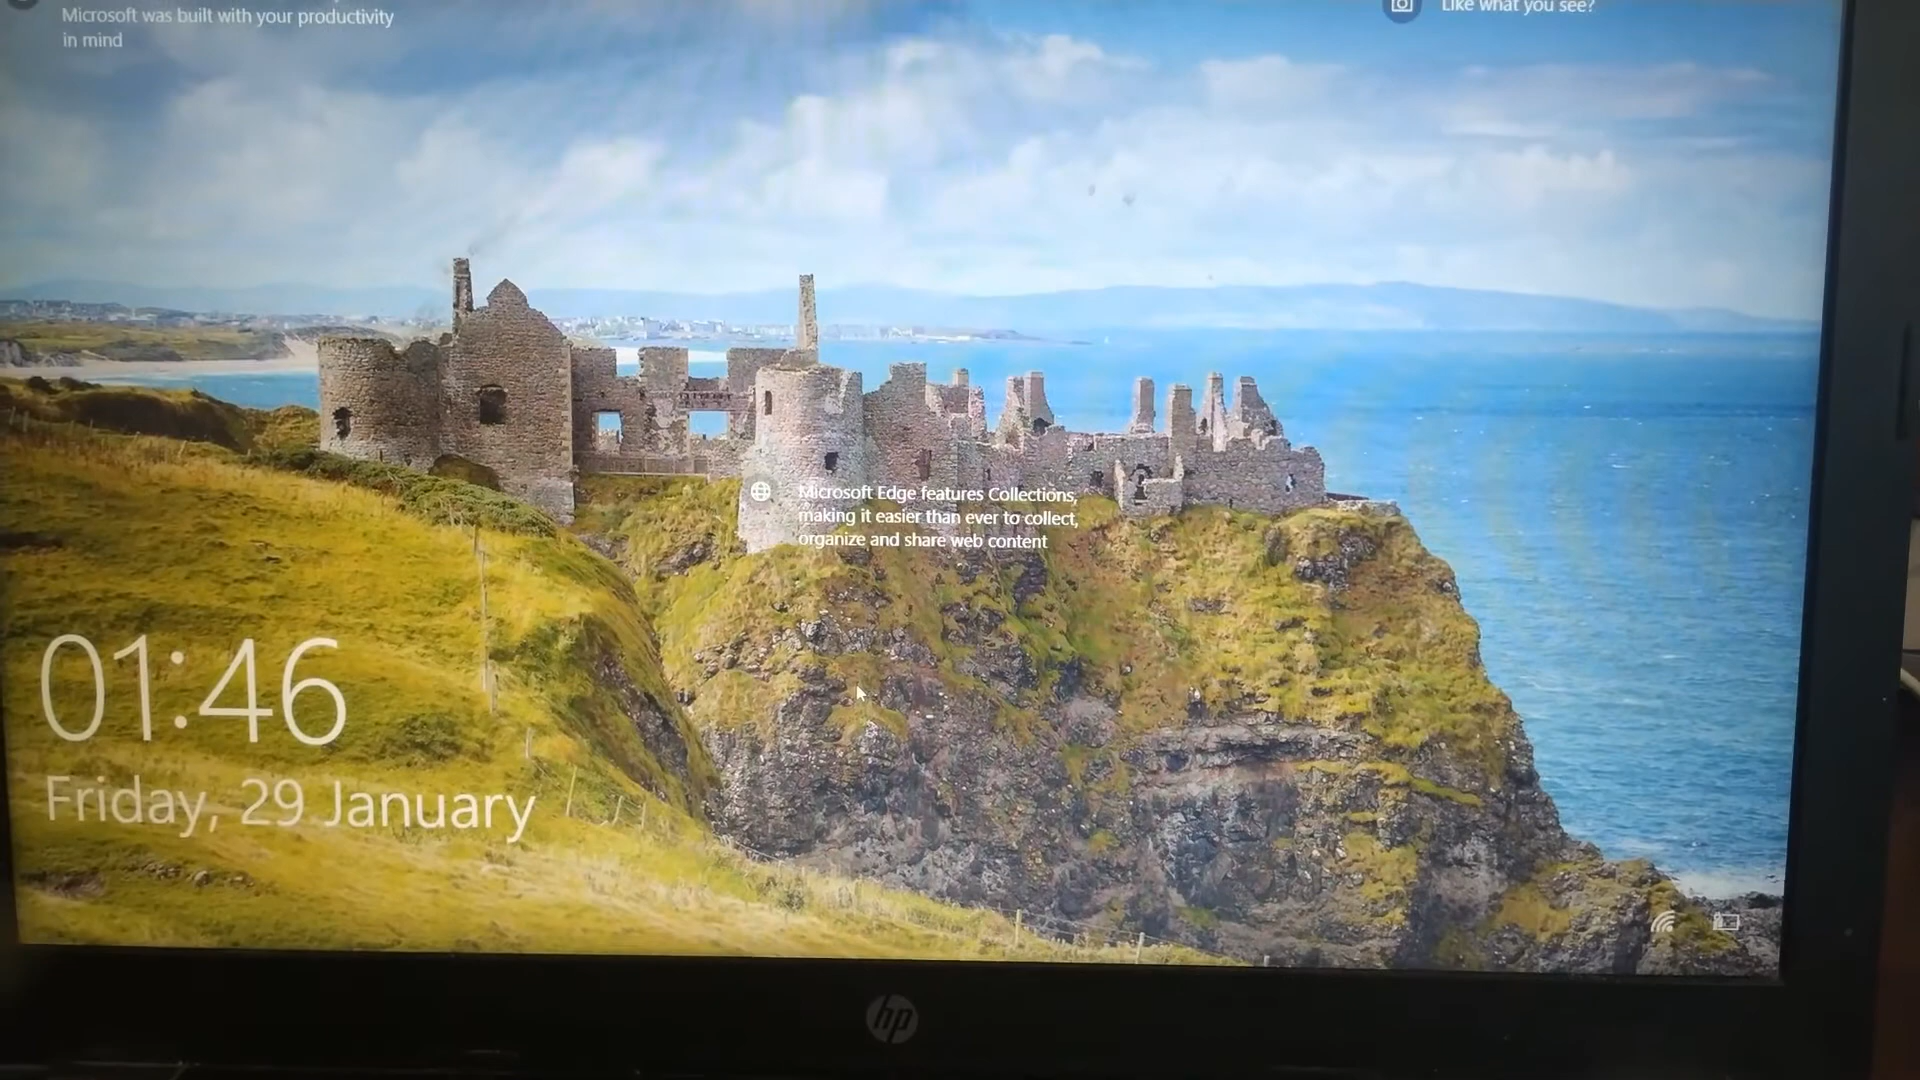 Microsoft was built with your productivity
in mind
Like what you see?
Microsoft Edge features Collections,
making it easier than ever to collect,
organize and share web content
01:46
Friday, 29 January
hp